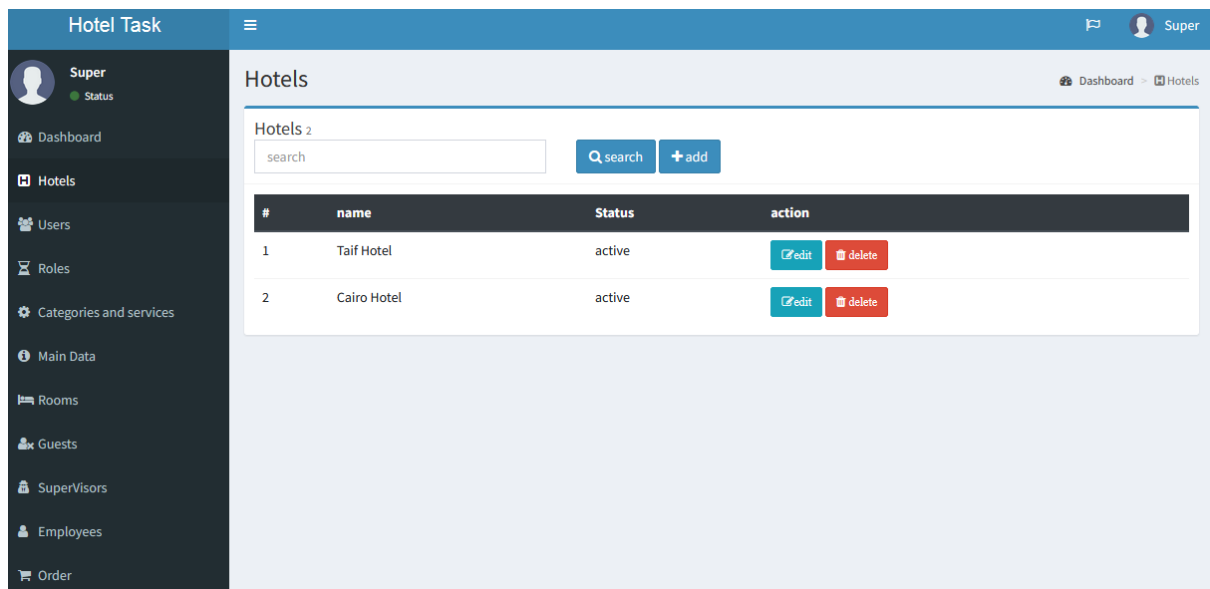 Hotel Task
Super
Super
Status
Dashboard
Hotels
Users
Roles
Categories and services
Main Data
Rooms
Guests
SuperVisors
Employees
Order
Hotels
Dashboard > Hotels
Hotels 2
search
search
add
# name Status action
1 Taif Hotel active edit delete
2 Cairo Hotel active edit delete